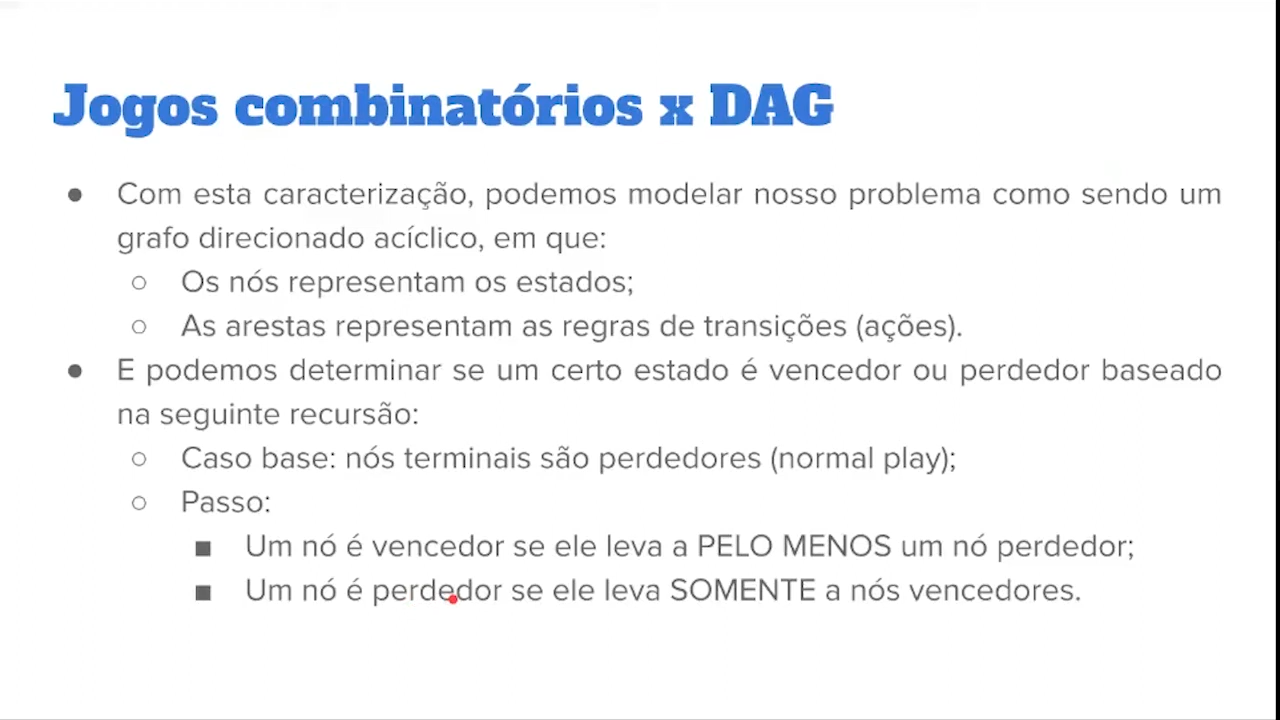 Jogos combinatórios x DAG
● Com esta caracterização, podemos modelar nosso problema como sendo um
grafo direcionado acíclico, em que:
○ Os nós representam os estados;
○ As arestas representam as regras de transições (ações).
● E podemos determinar se um certo estado é vencedor ou perdedor baseado
na seguinte recursão:
○ Caso base: nós terminais são perdedores (normal play);
○ Passo:
■ Um nó é vencedor se ele leva a PELO MENOS um nó perdedor;
■ Um nó é perdedor se ele leva SOMENTE a nós vencedores.